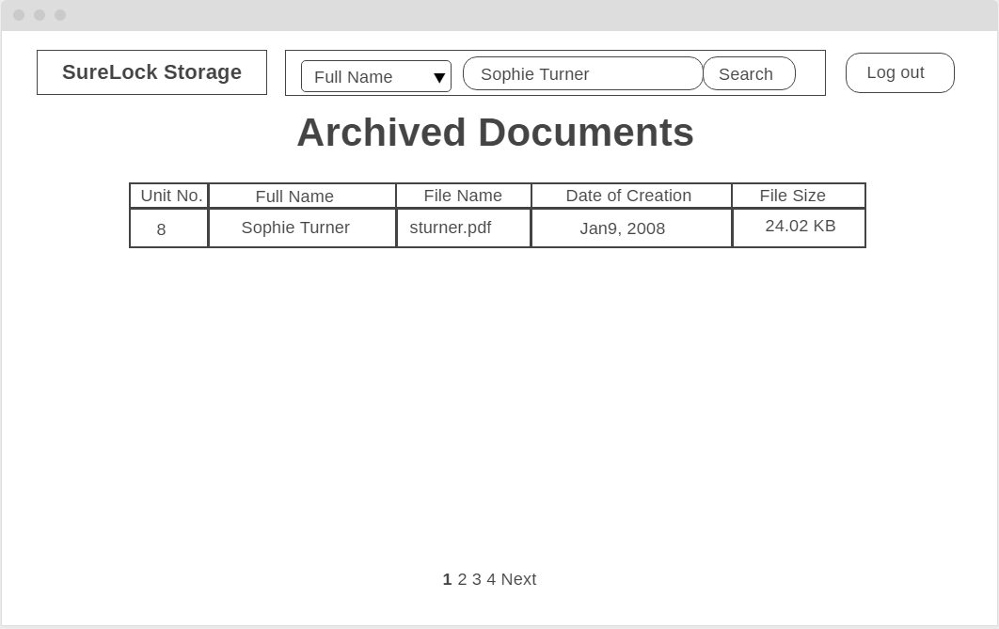 SureLock Storage
Full Name
Sophie Turner
Search
Log out
Archived Documents
Unit No. Full Name File Name Date of Creation File Size
8 Sophie Turner sturner.pdf Jan9, 2008 24.02 KB
1 2 3 4 Next